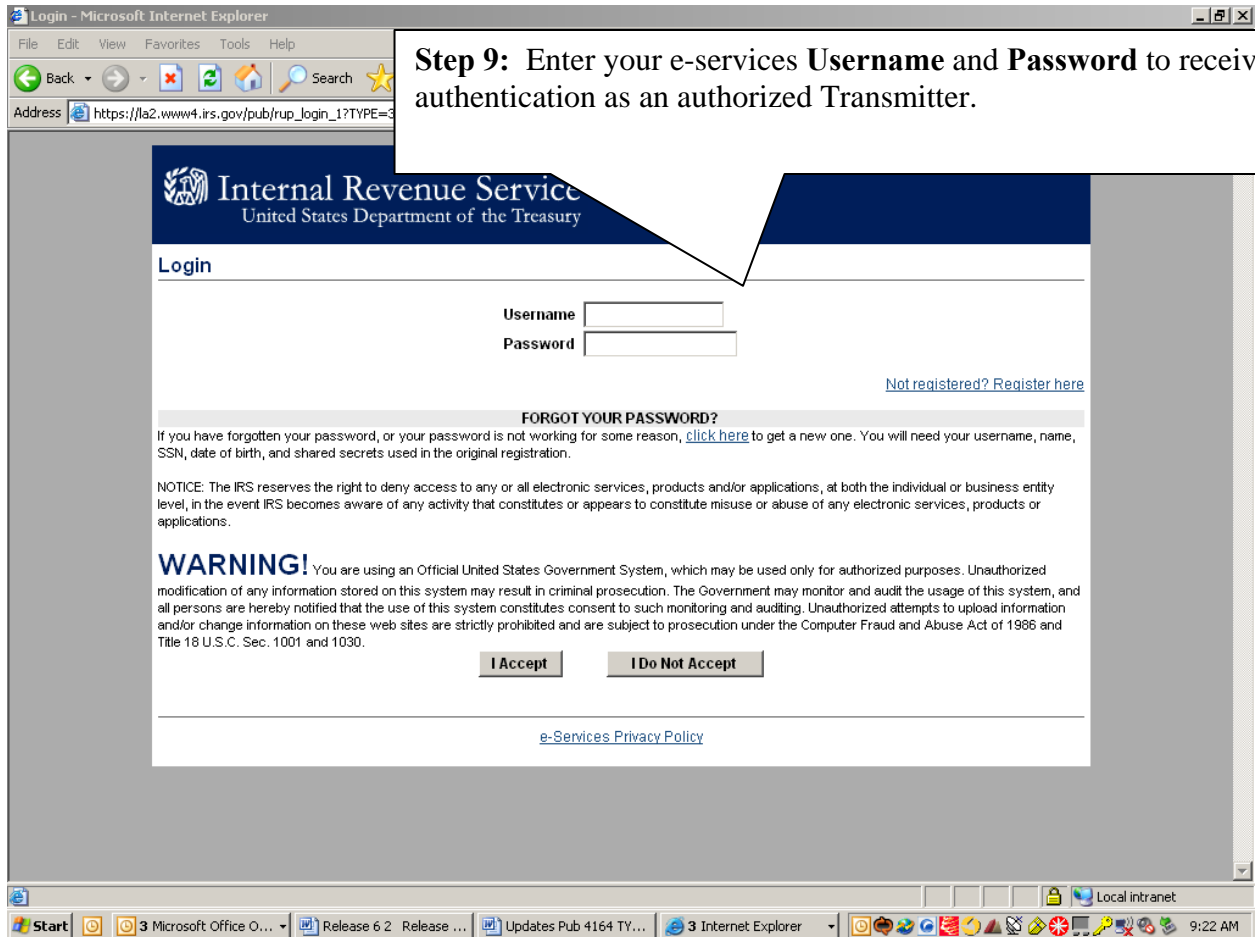 Login - Microsoft Internet Explorer
File Edit View Favorites Tools Help
Back Search
Address https://la2.www4.irs.gov/pub/rup_login_1?TYPE=3
Step 9: Enter your e-services Username and Password to receiv
authentication as an authorized Transmitter.
Internal Revenue Service
United States Department of the Treasury
Login
Username
Password
Not registered? Register here
FORGOT YOUR PASSWORD?
If you have forgotten your password, or your password is not working for some reason, click here to get a new one. You will need your username, name,
SSN, date of birth, and shared secrets used in the original registration.
NOTICE: The IRS reserves the right to deny access to any or all electronic services, products and/or applications, at both the individual or business entity
level, in the event IRS becomes aware of any activity that constitutes or appears to constitute misuse or abuse of any electronic services, products or
applications.
WARNING! You are using an Official United States Government System, which may be used only for authorized purposes. Unauthorized
modification of any information stored on this system may result in criminal prosecution. The Government may monitor and audit the usage of this system, and
all persons are hereby notified that the use of this system constitutes consent to such monitoring and auditing. Unauthorized attempts to upload information
and/or change information on these web sites are strictly prohibited and are subject to prosecution under the Computer Fraud and Abuse Act of 1986 and
Title 18 U.S.C. Sec. 1001 and 1030.
I Accept I Do Not Accept
e-Services Privacy Policy
Local intranet
Start 3 Microsoft Office O... Release 6 2 Release ... Updates Pub 4164 TY... 3 Internet Explorer 9:22 AM